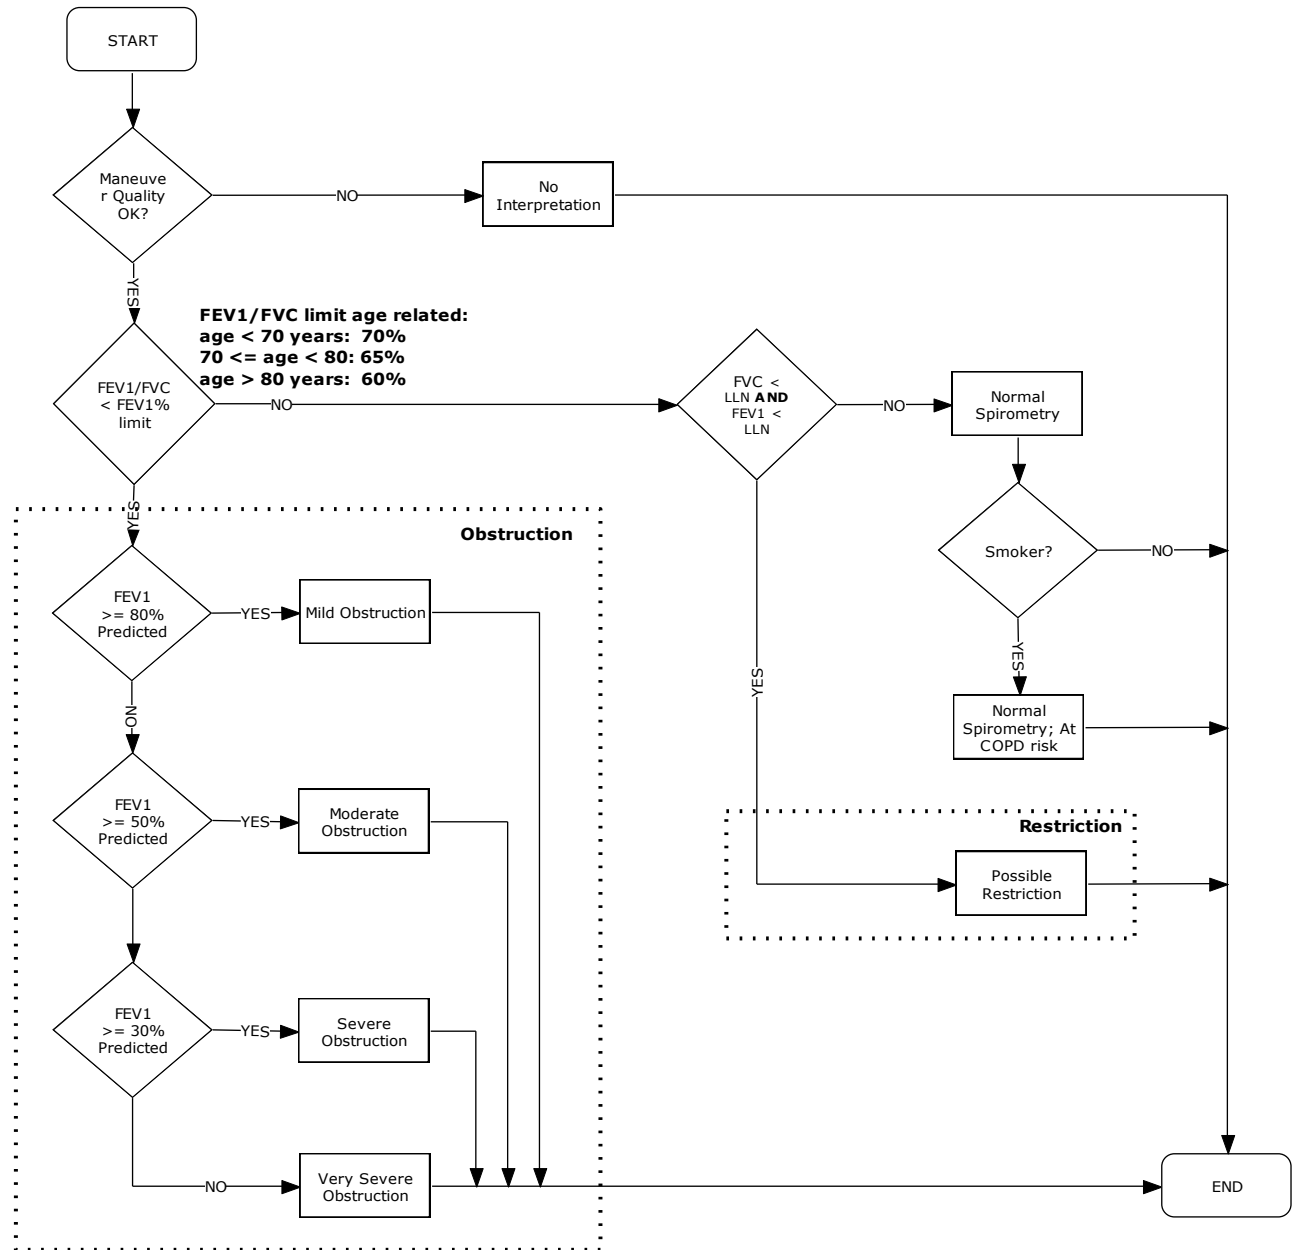 START
Maneuve
r Quality
OK?
NO
No
Interpretation
YES
FEV1/FVC limit age related:
age < 70 years:  70%
70 <= age < 80: 65%
age > 80 years:  60%
FEV1/FVC
< FEV1%
limit
NO
FVC <
LLN AND
FEV1 <
LLN
NO
Normal
Spirometry
YES
Obstruction
Smoker?
NO
FEV1
>= 80%
Predicted
YES
Mild Obstruction
YES
YES
NO
Normal
Spirometry; At
COPD risk
FEV1
>= 50%
Predicted
YES
Moderate
Obstruction
Restriction
Possible
Restriction
FEV1
>= 30%
Predicted
YES
Severe
Obstruction
NO
Very Severe
Obstruction
END